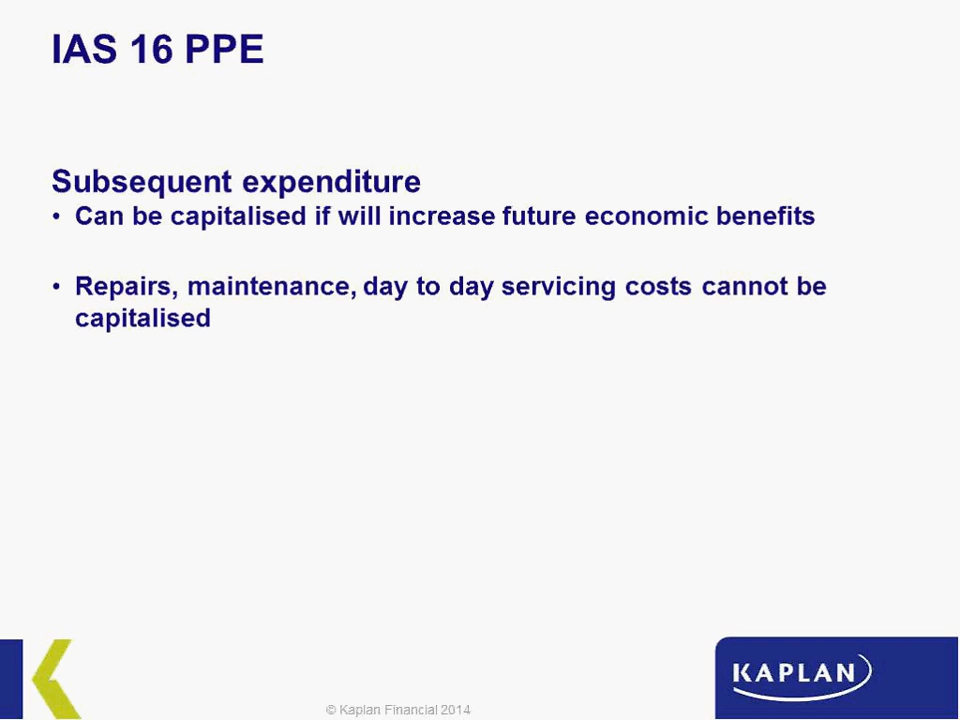 IAS 16 PPE
Subsequent expenditure
• Can be capitalised if will increase future economic benefits
• Repairs, maintenance, day to day servicing costs cannot be
capitalised
KAPLAN
© Kaplan Financial 2014